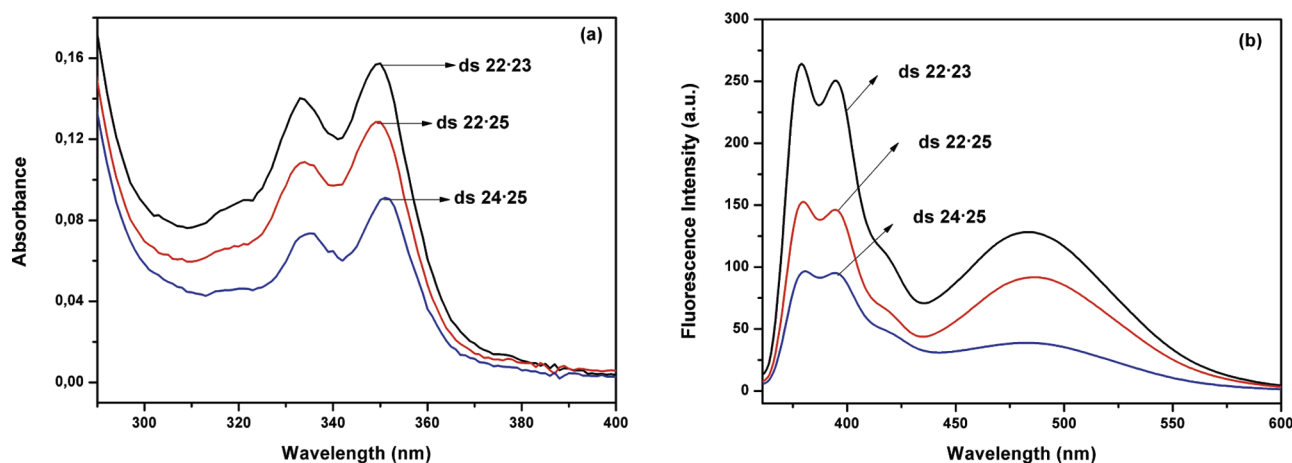 (a)
0,16
0,12
0,08
0,04
0,00
Absorbance
ds 22·23
ds 22·25
ds 24·25
300 320 340 360 380 400
Wavelength (nm)
(b)
300
250
200
150
100
50
0
Fluorescence Intensity (a.u.)
ds 22·23
ds 22·25
ds 24·25
400 450 500 550 600
Wavelength (nm)